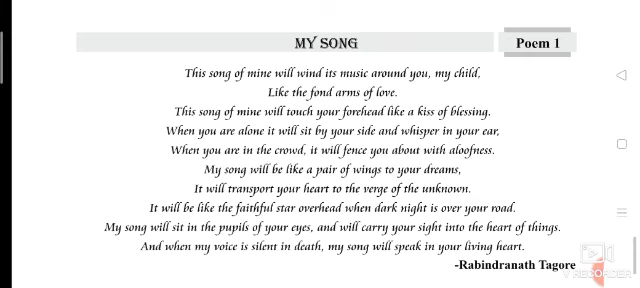 MY SONG
Poem 1
This song of mine will wind its music around you, my child,
Like the fond arms of love.
This song of mine will touch your forehead like a kiss of blessing.
When you are alone it will sit by your side and whisper in your ear,
When you are in the crowd, it will fence you about with aloofness.
My song will be like a pair of wings to your dreams,
It will transport your heart to the verge of the unknown.
It will be like the faithful star overhead when dark night is over your road.
My song will sit in the pupils of your eyes, and will carry your sight into the heart of things.
And when my voice is silent in death, my song will speak in your living heart.
-Rabindranath Tagore
V RECORDER